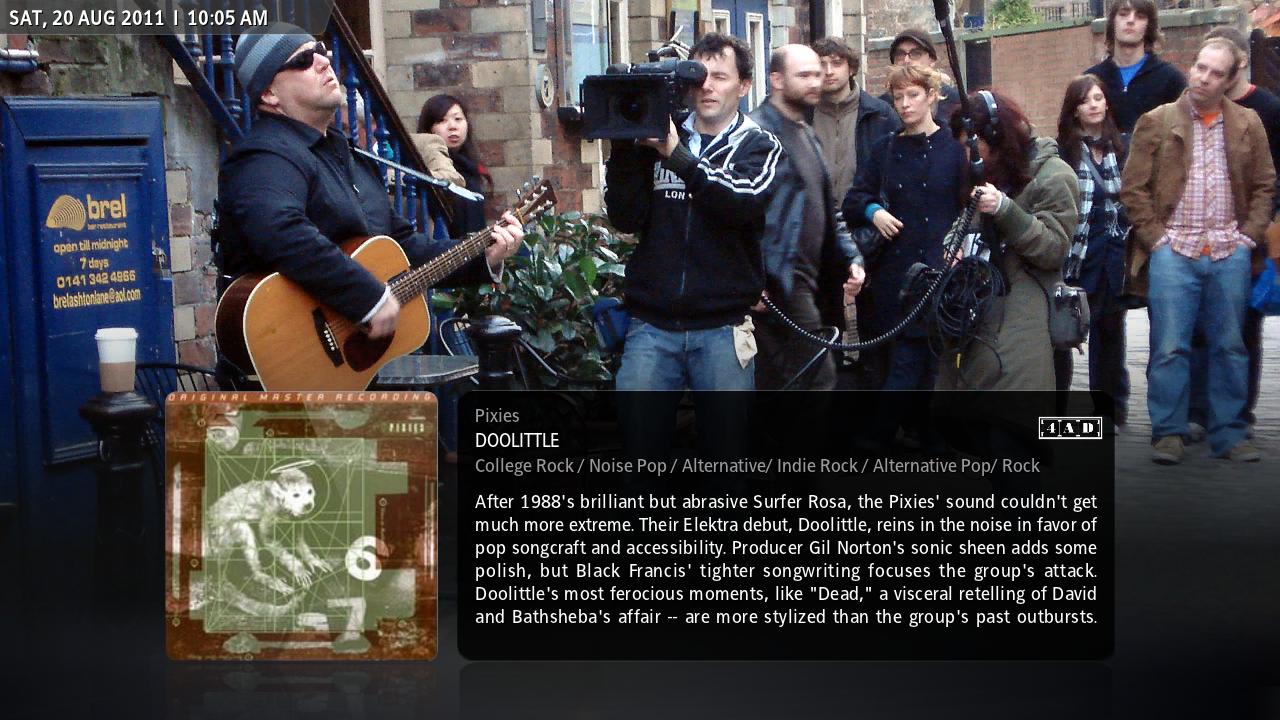 SAT, 20 AUG 2011 | 10:05 AM
brel
bar restaurant
open till midnight
7 days
0141 342 4966
brelashtonlane@aol.com
LON
ORIGINAL MASTER RECORDING
PIXIES
6
7
Pixies
4AD
DOOLITTLE
College Rock / Noise Pop / Alternative/ Indie Rock / Alternative Pop/ Rock
After 1988's brilliant but abrasive Surfer Rosa, the Pixies' sound couldn't get
much more extreme. Their Elektra debut, Doolittle, reins in the noise in favor of
pop songcraft and accessibility. Producer Gil Norton's sonic sheen adds some
polish, but Black Francis' tighter songwriting focuses the group's attack.
Doolittle's most ferocious moments, like "Dead," a visceral retelling of David
and Bathsheba's affair -- are more stylized than the group's past outbursts.